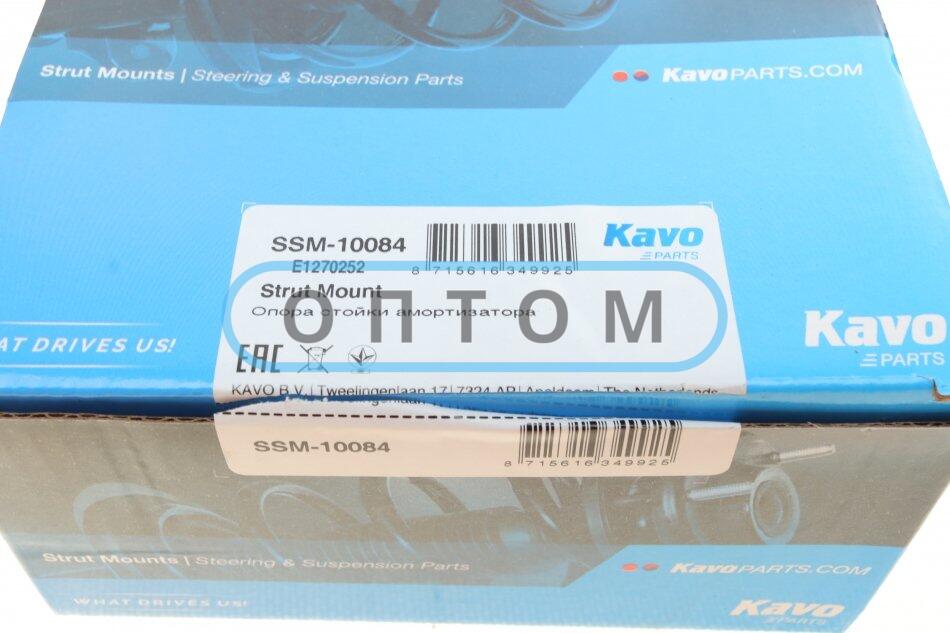 Strut Mounts | Steering & Suspension Parts
KavoPARTS.COM
SSM-10084
E1270252
8 715616 349925
Kavo
PARTS
Strut Mount
Опора стойки амортизатора
ОПТОМ
AT DRIVES US!
Kavo
PARTS
EAC
KAVO B.V. | Tweelingenlaan 17 | 7324 AP | Apeldoorn | The Netherlands
SSM-10084
8 715616 349925
Strut Mounts | Steering & Suspension Parts
KavoPARTS.COM
WHAT DRIVES US!
Kavo
PARTS